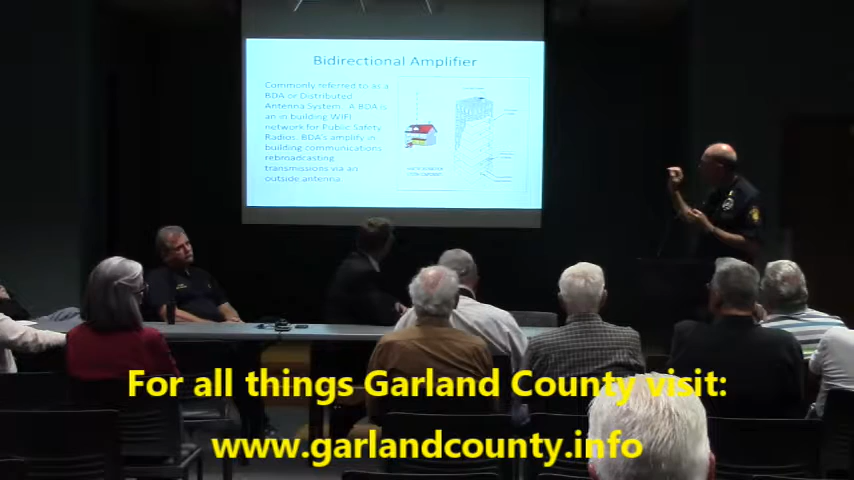 Bidirectional Amplifier
Commonly referred to as a
BDA or Distributed
Antenna System. A BDA is
an in building WIFI
network for Public Safety
Radios. BDA's amplify in
building communications
rebroadcasting
transmissions via an
outside antenna.
For all things Garland County visit:
www.garlandcounty.info